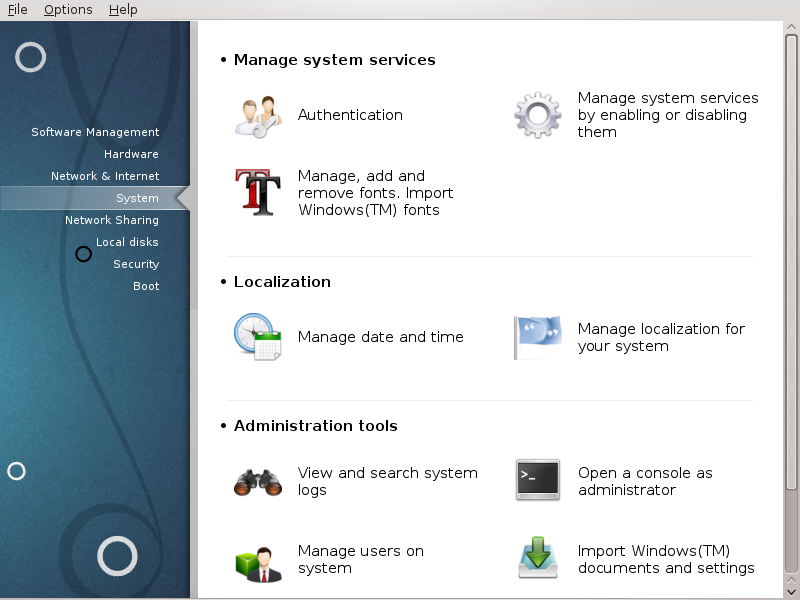 File Options Help
Software Management
Hardware
Network & Internet
System
Network Sharing
Local disks
Security
Boot
• Manage system services
Authentication
Manage system services
by enabling or disabling
them
Manage, add and
remove fonts. Import
Windows(TM) fonts
• Localization
Manage date and time
Manage localization for
your system
• Administration tools
View and search system
logs
Open a console as
administrator
Manage users on
system
Import Windows(TM)
documents and settings